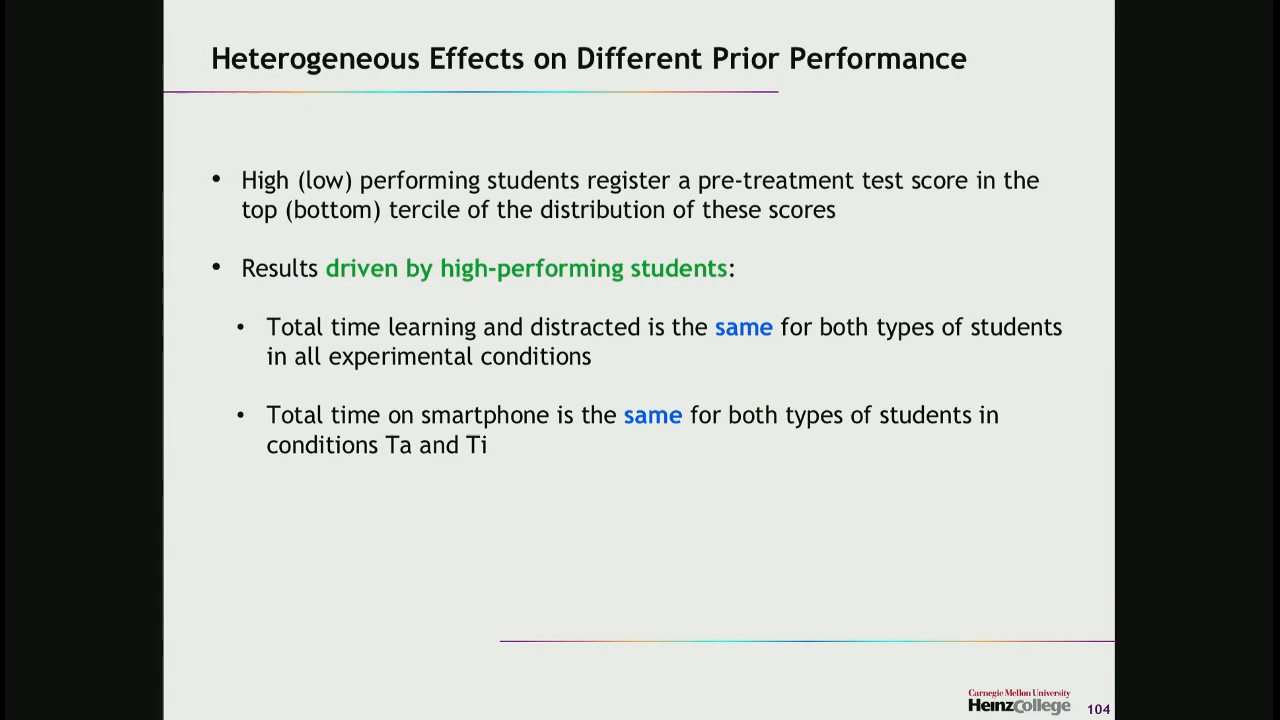 Heterogeneous Effects on Different Prior Performance
• High (low) performing students register a pre-treatment test score in the
top (bottom) tercile of the distribution of these scores
• Results driven by high-performing students:
• Total time learning and distracted is the same for both types of students
in all experimental conditions
• Total time on smartphone is the same for both types of students in
conditions Ta and Ti
Carnegie Mellon University
HeinzCollege
104